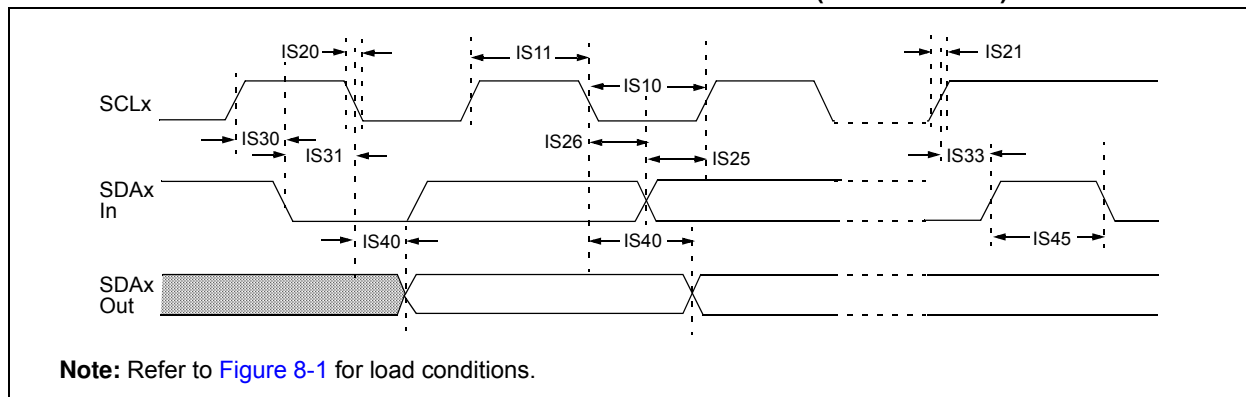 IS20
IS11
IS21
SCLx
IS10
IS30
IS26
IS31
IS25
IS33
SDAx
In
IS40
IS40
IS45
SDAx
Out
Note: Refer to Figure 8-1 for load conditions.